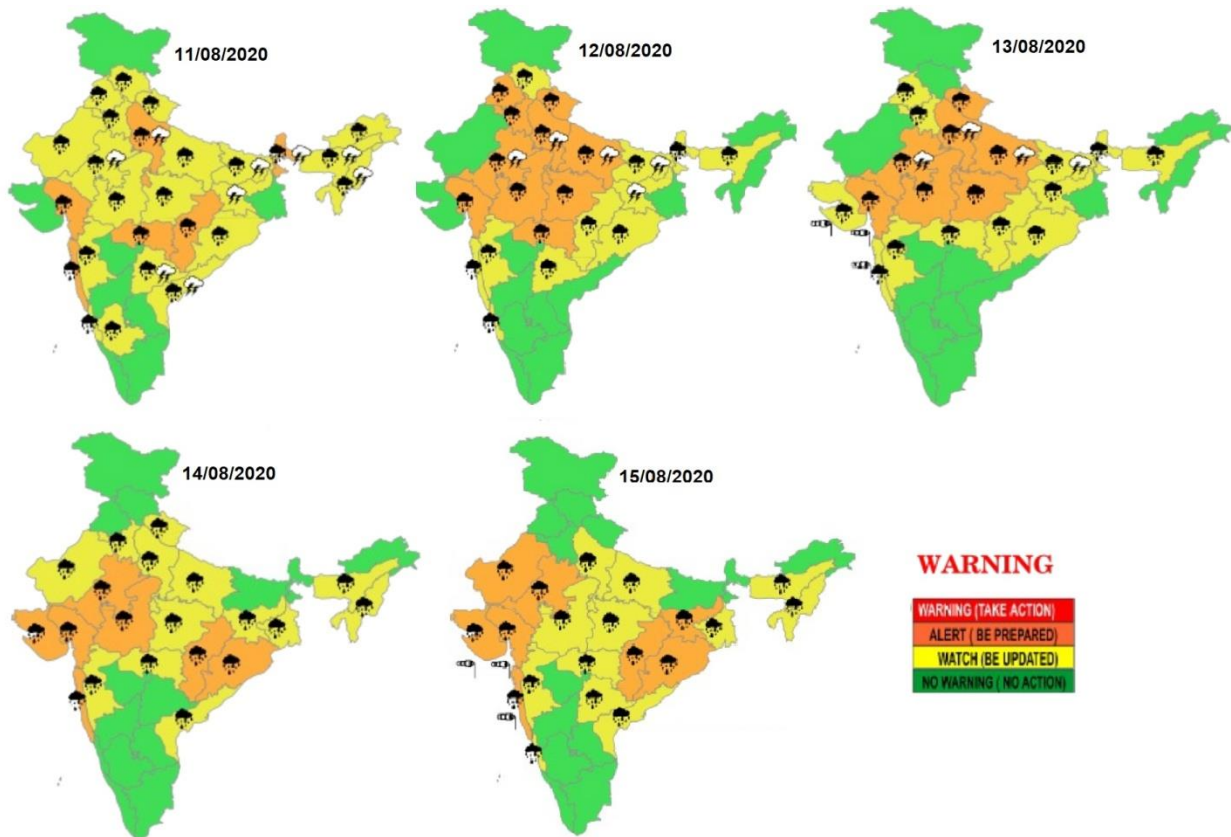 11/08/2020
12/08/2020
13/08/2020
14/08/2020
15/08/2020
WARNING
WARNING (TAKE ACTION)
ALERT ( BE PREPARED)
WATCH (BE UPDATED)
NO WARNING ( NO ACTION)